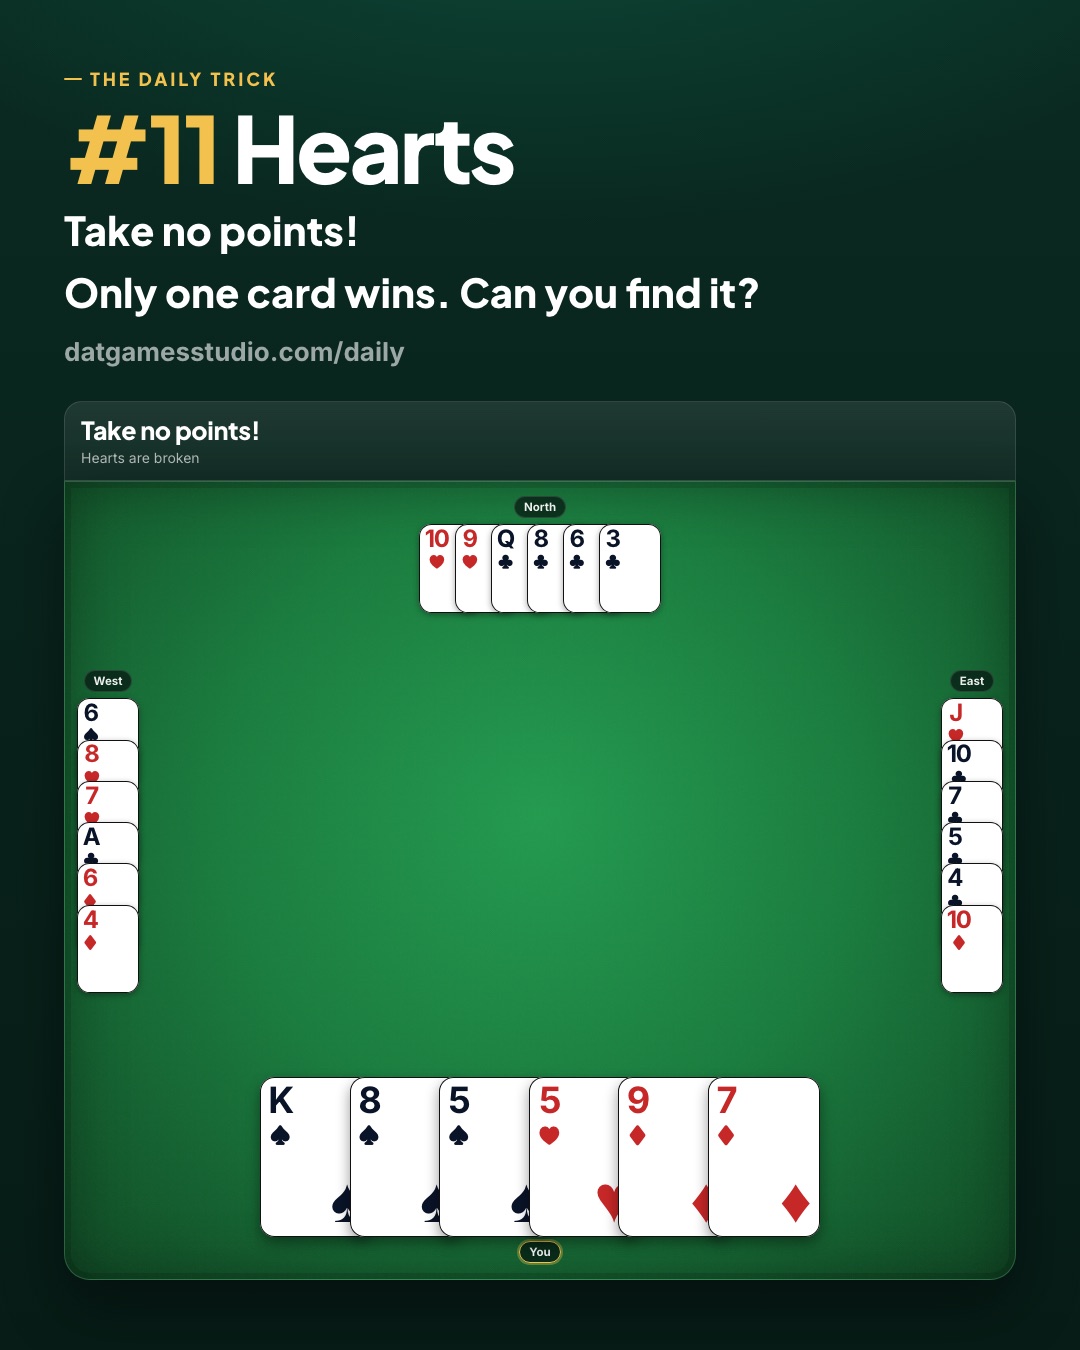 — THE DAILY TRICK
#11 Hearts
Take no points!
Only one card wins. Can you find it?
datgamesstudio.com/daily
Take no points!
Hearts are broken
North
10 9 Q 8 6 3
West
6
8
7
A
6
4
East
J
10
7
5
4
10
K 8 5 5 9 7
You